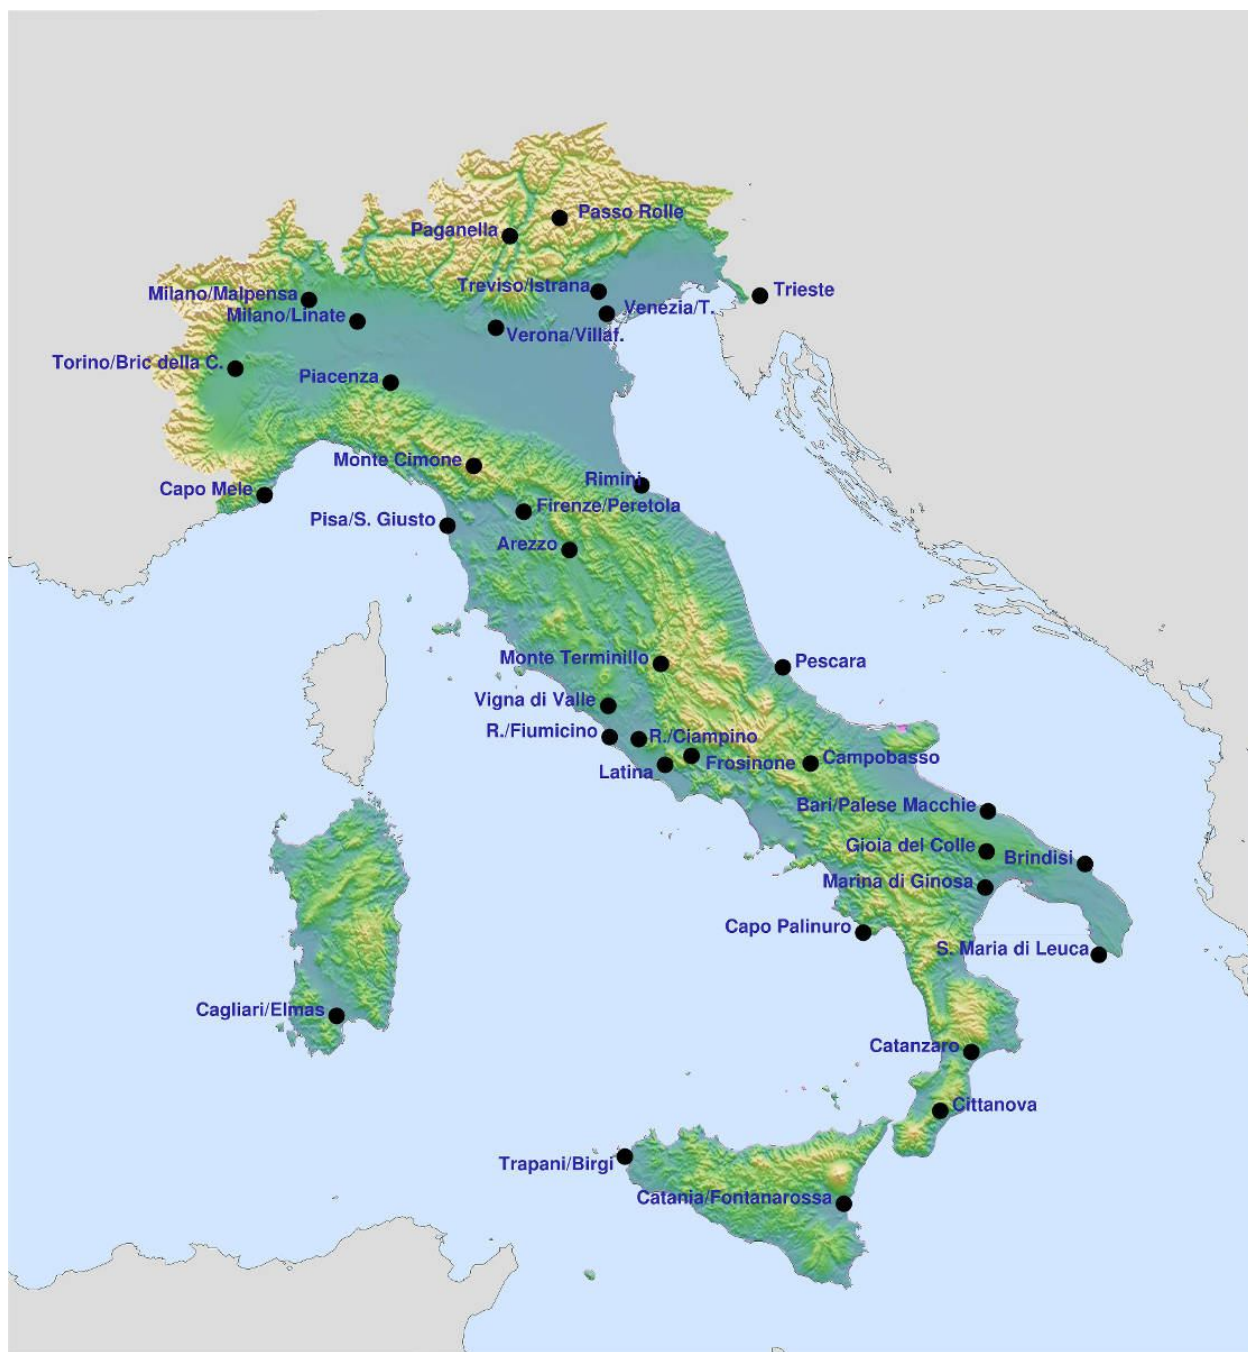 Passo Rolle
Paganella
Treviso/Istrana
Trieste
Milano/Malpensa
Venezia/T.
Milano/Linate
Verona/Villaf.
Torino/Bric della C.
Piacenza
Monte Cimone
Rimini
Capo Mele
Firenze/Peretola
Pisa/S. Giusto
Arezzo
Monte Terminillo
Pescara
Vigna di Valle
R./Fiumicino
R./Ciampino
Frosinone
Campobasso
Latina
Bari/Palese Macchie
Gioia del Colle
Brindisi
Marina di Ginosa
Capo Palinuro
S. Maria di Leuca
Cagliari/Elmas
Catanzaro
Cittanova
Trapani/Birgi
Catania/Fontanarossa